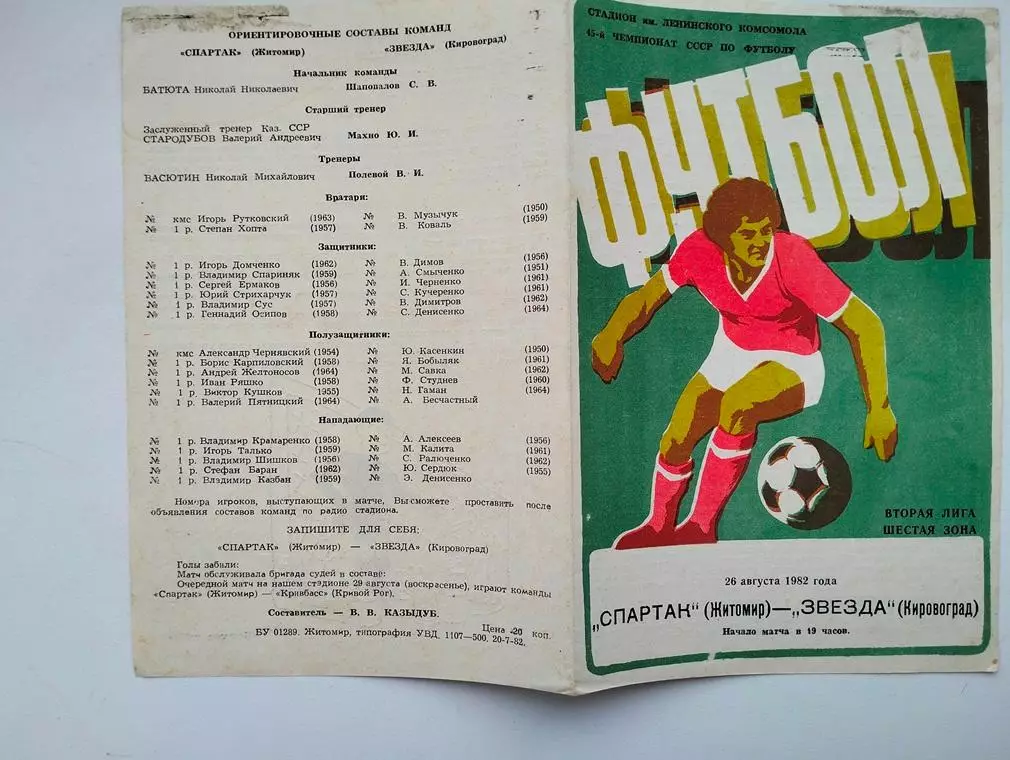 ОРИЕНТИРОВОЧНЫЕ СОСТАВЫ КОМАНД
«СПАРТАК» (Житомир) «ЗВЕЗДА» (Кировоград)
Начальник команды
БАТЮТА Николай Николаевич Шаповалов С. В.
Старший тренер
Заслуженный тренер Каз. ССР
СТАРОДУБОВ Валерий Андреевич Махно Ю. И.
Тренеры
ВАСЮТИН Николай Михайлович Полевой В. И.
Вратари:
№ кмс Игорь Рутковский (1963) № В. Музычук (1950)
№ 1 р. Степан Хопта (1957) № В. Коваль (1959)
Защитники:
№ 1 р. Игорь Домченко (1962) № В. Димов (1956)
№ 1 р. Владимир Спариняк (1959) № А. Смыченко (1951)
№ 1 р. Сергей Ермаков (1956) № И. Черненко (1961)
№ 1 р. Юрий Стрихарчук (1957) № С. Кучеренко (1961)
№ 1 р. Владимир Сус (1957) № В. Димитров (1962)
№ 1 р. Геннадий Осипов (1958) № С. Денисенко (1964)
Полузащитники:
№ кмс Александр Чернявский (1954) № Ю. Касенкин (1950)
№ 1 р. Борис Карпиловский (1958) № Я. Бобыляк (1961)
№ 1 р. Андрей Желтоносов (1964) № М. Савка (1962)
№ 1 р. Иван Ряшко (1958) № Ф. Студнев (1960)
№ 1 р. Виктор Кушков 1955) № Н. Гаман (1964)
№ 1 р. Валерий Пятницкий (1964) № А. Бесчастный
Нападающие:
№ 1 р. Владимир Крамаренко (1958) № А. Алексеев (1956)
№ 1 р. Игорь Талько (1959) № М. Калита (1961)
№ 1 р. Владимир Шишков (1956) № С. Ралюченко (1962)
№ 1 р. Стефан Баран (1962) № Ю. Сердюк (1955)
№ 1 р. Владимир Казбан (1959) № Э. Денисенко
Номера игроков, выступающих в матче, Вы сможете проставить после
объявления составов команд по радио стадиона.
ЗАПИШИТЕ ДЛЯ СЕБЯ:
«СПАРТАК» (Житомир) — «ЗВЕЗДА» (Кировоград)
Голы забили:
Матч обслуживала бригада судей в составе:
Очередной матч на нашем стадионе 29 августа (воскресенье), играют команды
«Спартак» (Житомир) — «Кривбасс» (Кривой Рог).
Составитель — В. В. КАЗЫДУБ.
Цена 20 коп.
БУ 01289. Житомир, типография УВД. 1107—500. 20-7-82.
СТАДИОН им. ЛЕНИНСКОГО КОМСОМОЛА
45-й ЧЕМПИОНАТ СССР ПО ФУТБОЛУ
ФУТБОЛ
ВТОРАЯ ЛИГА
ШЕСТАЯ ЗОНА
26 августа 1982 года
„СПАРТАК" (Житомир)—„ЗВЕЗДА" (Кировоград)
Начало матча в 19 часов.